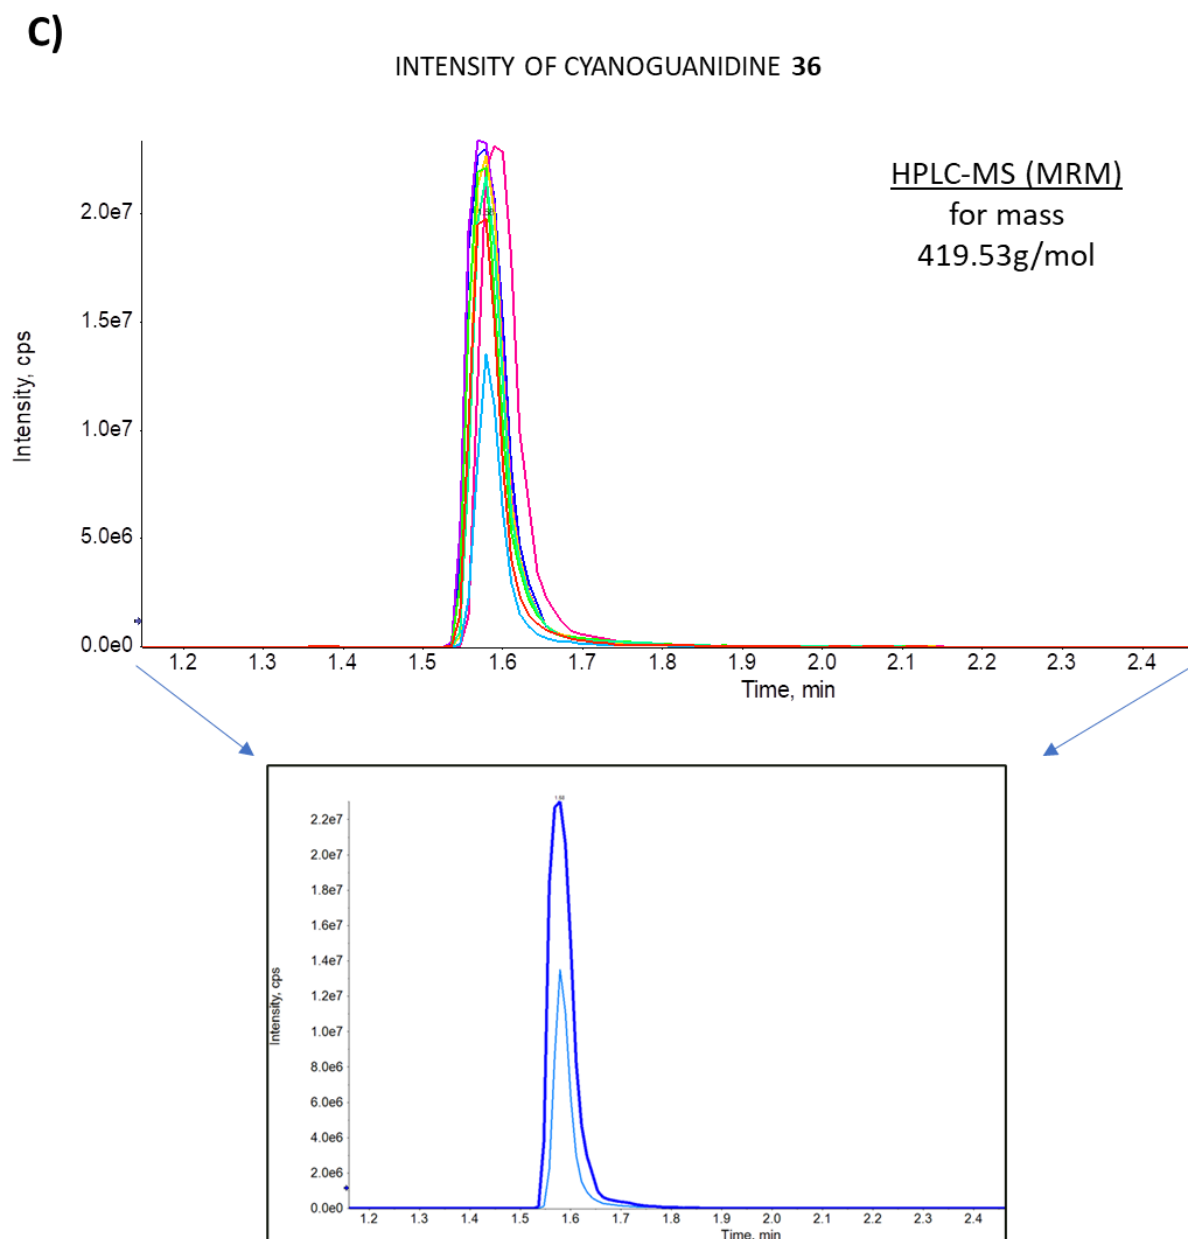 C)
INTENSITY OF CYANOGUANIDINE 36
HPLC-MS (MRM)
for mass
419.53g/mol
Intensity, cps
2.0e7
1.5e7
1.0e7
5.0e6
0.0e0
1.2 1.3 1.4 1.5 1.6 1.7 1.8 1.9 2.0 2.1 2.2 2.3 2.4
Time, min
Intensity, cps
2.2e7
2.0e7
1.8e7
1.6e7
1.4e7
1.2e7
1.0e7
8.0e6
6.0e6
4.0e6
2.0e6
0.0e0
1.2 1.3 1.4 1.5 1.6 1.7 1.8 1.9 2.0 2.1 2.2 2.3 2.4
Time, min